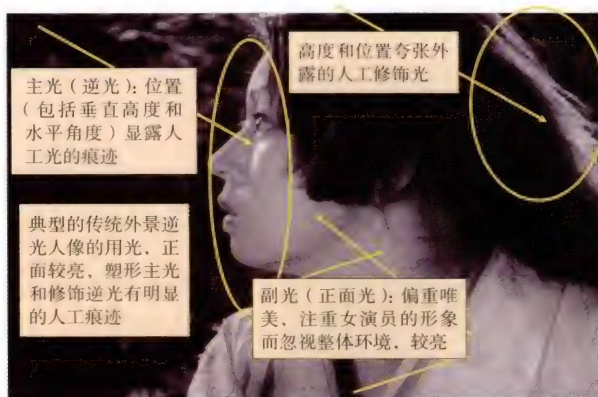 主光（逆光）：位置
（包括垂直高度和
水平角度）显露人
工光的痕迹
高度和位置夸张外
露的人工修饰光
典型的传统外景逆
光人像的用光，正
面较亮，塑形主光
和修饰逆光有明显
的人工痕迹
副光（正面光）：偏重唯
美，注重女演员的形象
而忽视整体环境，较亮